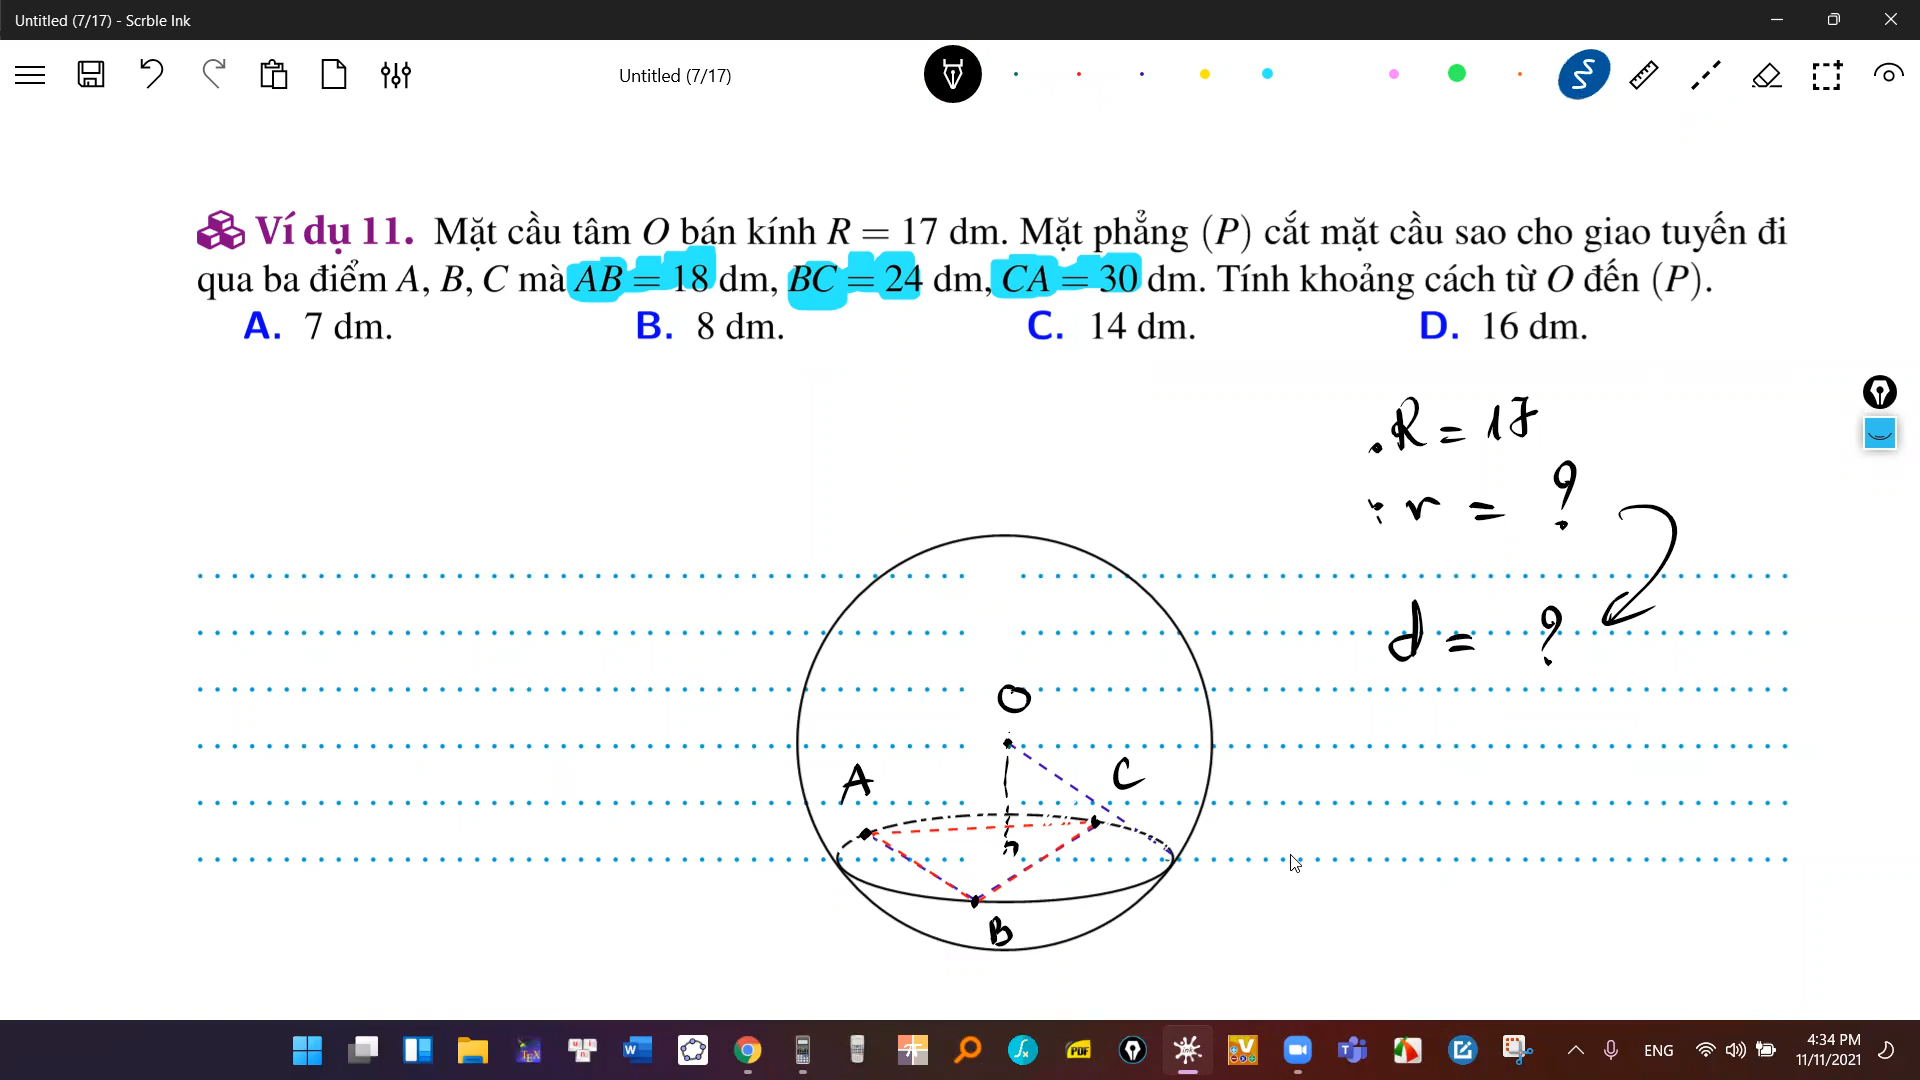 Untitled (7/17) - Scrble Ink
Untitled (7/17)
Ví dụ 11. Mặt cầu tâm O bán kính R = 17 dm. Mặt phẳng (P) cắt mặt cầu sao cho giao tuyến đi
qua ba điểm A, B, C mà AB = 18 dm, BC = 24 dm, CA = 30 dm. Tính khoảng cách từ O đến (P).
A. 7 dm. B. 8 dm. C. 14 dm. D. 16 dm.
R = 17
r = ?
d = ?
O
A
C
B
ENG
4:34 PM
11/11/2021